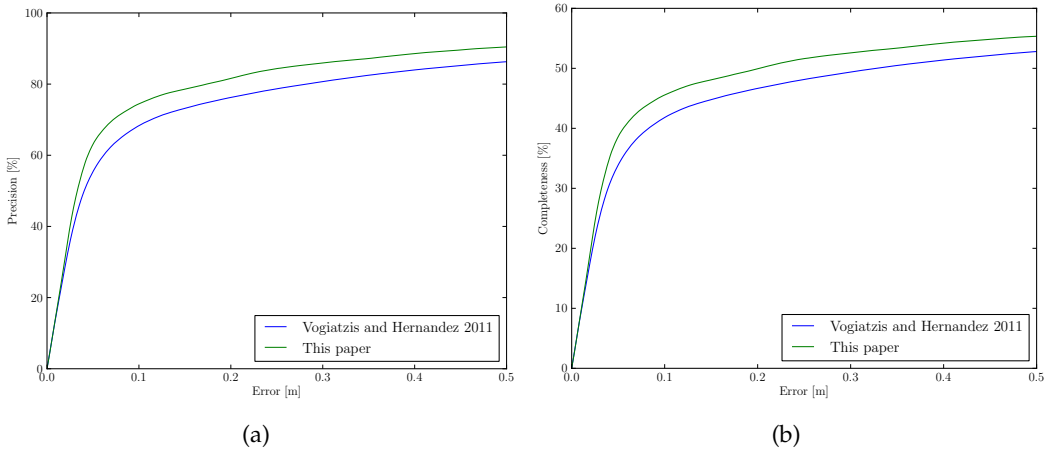 100
80
60
40
20
0
Precision [%]
0.0 0.1 0.2 0.3 0.4 0.5
Error [m]
Vogiatzis and Hernandez 2011
This paper
(a)
60
50
40
30
20
10
0
Completeness [%]
0.0 0.1 0.2 0.3 0.4 0.5
Error [m]
Vogiatzis and Hernandez 2011
This paper
(b)